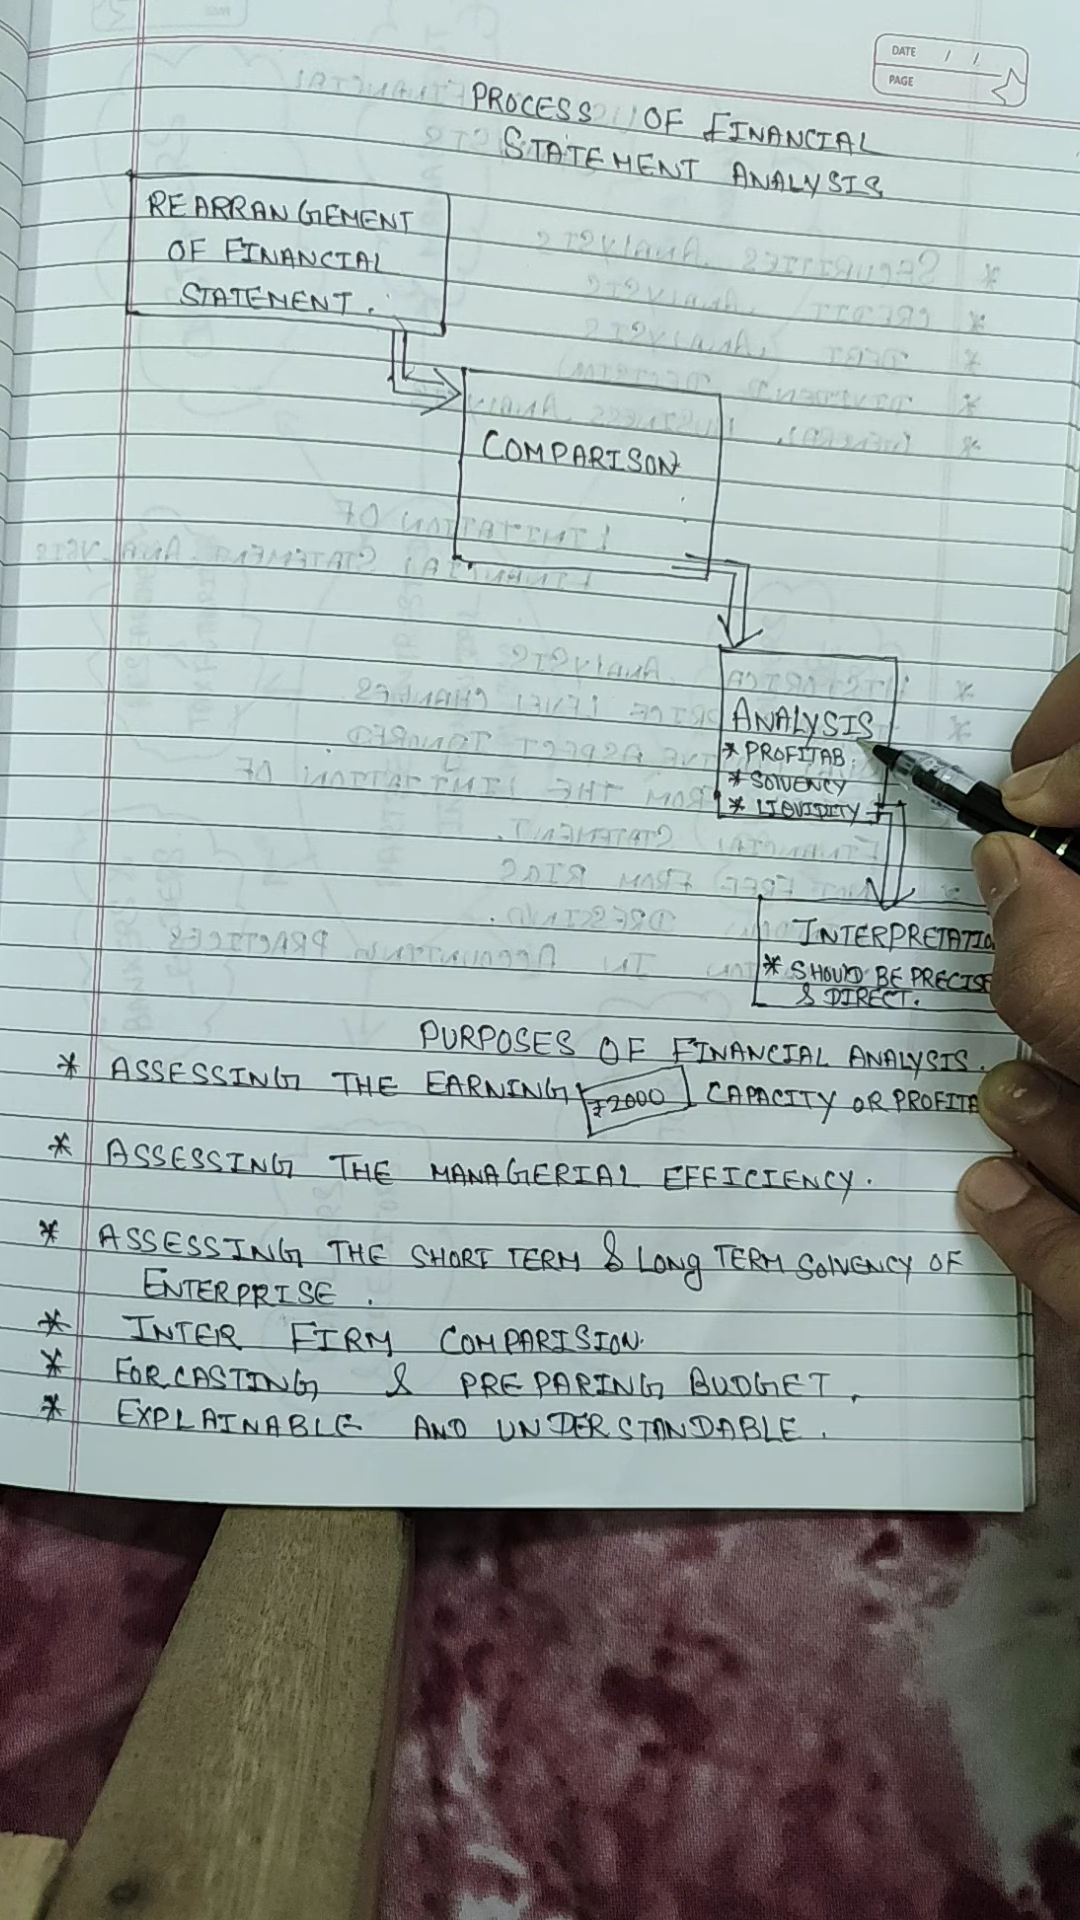 DATE / /
PAGE
PROCESS OF FINANCIAL
STATEMENT ANALYSIS
REARRANGEMENT
OF FINANCIAL
STATEMENT.
COMPARISON
ANALYSIS
* PROFITAB.
* SOLVENCY
* LIQUIDITY
INTERPRETATIO
* SHOULD BE PRECISE
& DIRECT.
PURPOSES OF FINANCIAL ANALYSIS.
* ASSESSING THE EARNING ₹2000 CAPACITY OR PROFITA
* ASSESSING THE MANAGERIAL EFFICIENCY.
* ASSESSING THE SHORT TERM & LONG TERM SOLVENCY OF
ENTERPRISE.
* INTER FIRM COMPARISION.
* FORCASTING & PREPARING BUDGET.
* EXPLAINABLE AND UNDERSTANDABLE.